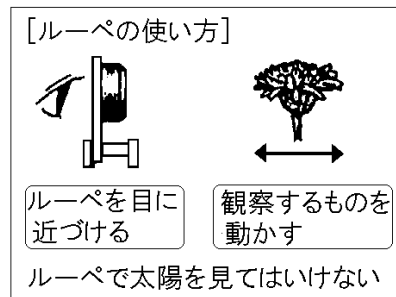 [ルーペの使い方]
ルーペを目に
近づける
観察するものを
動かす
ルーペで太陽を見てはいけない